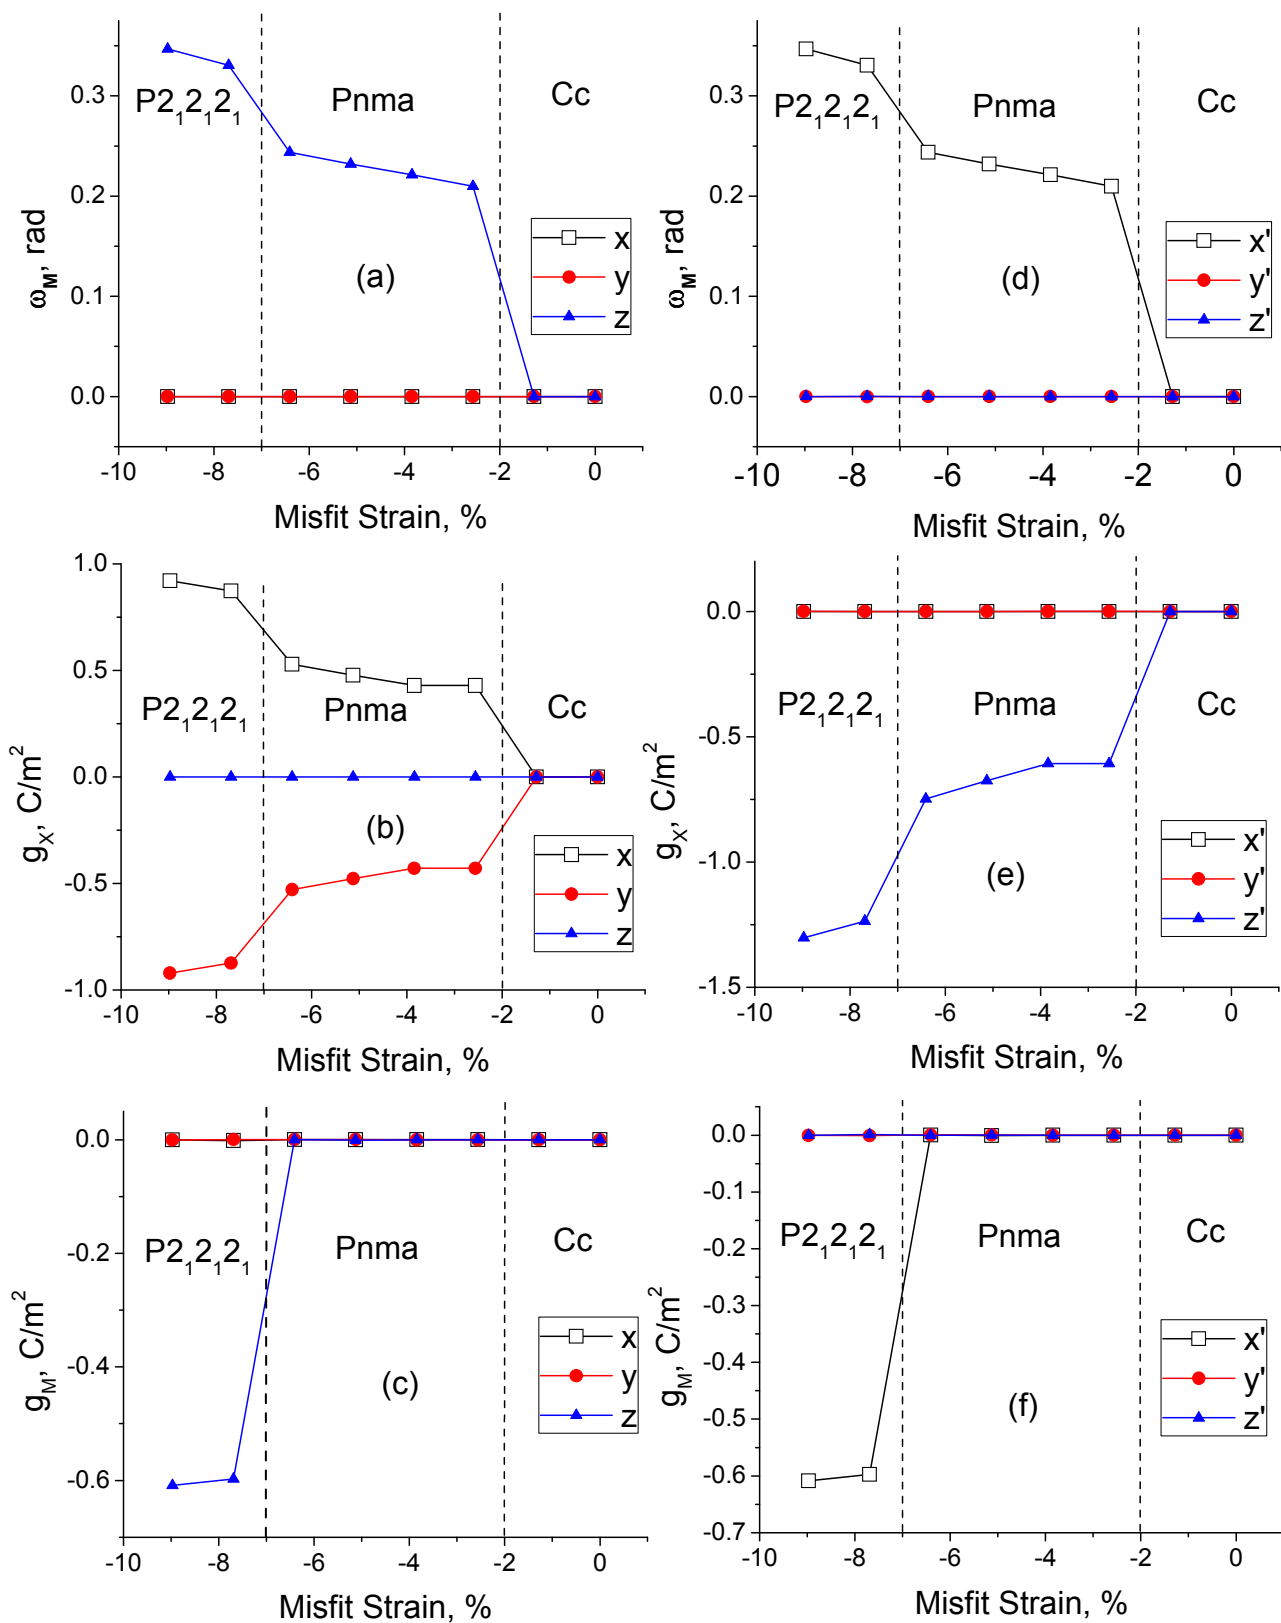 P2₁2₁2₁ Pnma Cc
0.3
0.2
0.1
0.0
ω_M, rad
(a)
x
y
z
-10 -8 -6 -4 -2 0
Misfit Strain, %
P2₁2₁2₁ Pnma Cc
0.3
0.2
0.1
0.0
ω_M, rad
(d)
x'
y'
z'
-10 -8 -6 -4 -2 0
Misfit Strain, %
1.0
0.5
0.0
-0.5
-1.0
P2₁2₁2₁ Pnma Cc
g_X, C/m²
(b)
x
y
z
-10 -8 -6 -4 -2 0
Misfit Strain, %
0.0
-0.5
-1.0
-1.5
P2₁2₁2₁ Pnma Cc
g_X, C/m²
(e)
x'
y'
z'
-10 -8 -6 -4 -2 0
Misfit Strain, %
0.0
-0.2
-0.4
-0.6
P2₁2₁2₁ Pnma Cc
g_M, C/m²
(c)
x
y
z
-10 -8 -6 -4 -2 0
Misfit Strain, %
0.0
-0.1
-0.2
-0.3
-0.4
-0.5
-0.6
-0.7
P2₁2₁2₁ Pnma Cc
g_M, C/m²
(f)
x'
y'
z'
-10 -8 -6 -4 -2 0
Misfit Strain, %